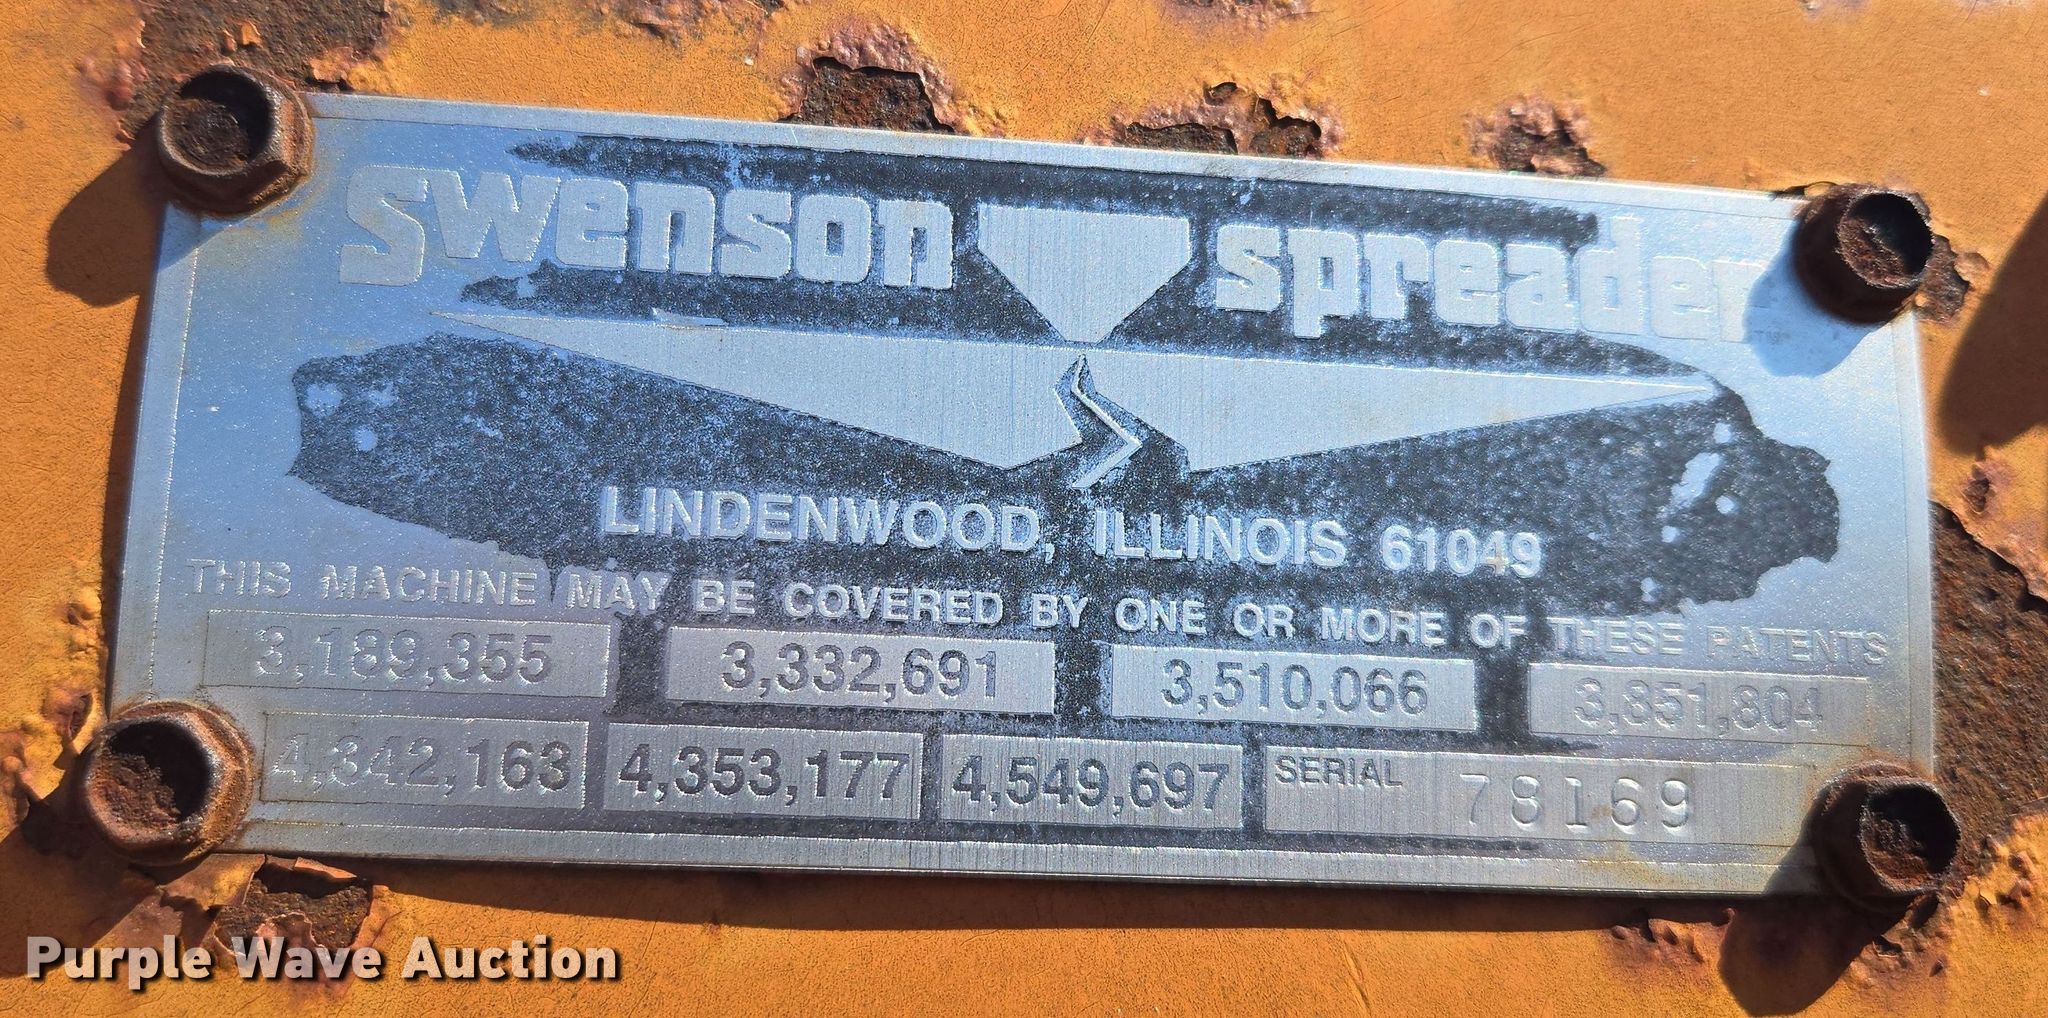 Swenson spreader
LINDENWOOD, ILLINOIS 61049
THIS MACHINE MAY BE COVERED BY ONE OR MORE OF THESE PATENTS
3,189,355 3,332,691 3,510,066 3,851,804
4,342,163 4,353,177 4,549,697 SERIAL 78169
Purple Wave Auction